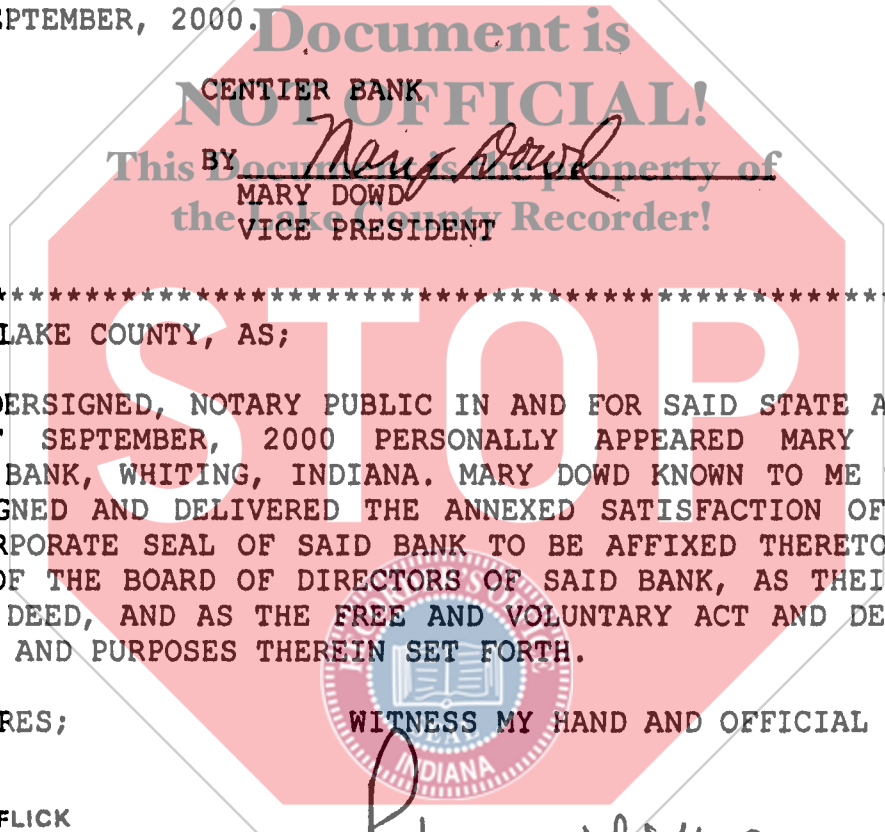 EPTEMBER, 2000.
Document is
CENTIER BANK
NOT OFFICIAL!
BY Mary Dowd
This Document is the property of
MARY DOWD
the Lake County Recorder!
VICE PRESIDENT
************************************************************************
LAKE COUNTY, AS;
STOP
DERSIGNED, NOTARY PUBLIC IN AND FOR SAID STATE A
SEPTEMBER, 2000 PERSONALLY APPEARED MARY
BANK, WHITING, INDIANA. MARY DOWD KNOWN TO ME
GNED AND DELIVERED THE ANNEXED SATISFACTION OF
RPORATE SEAL OF SAID BANK TO BE AFFIXED THERETO
OF THE BOARD OF DIRECTORS OF SAID BANK, AS THEI
DEED, AND AS THE FREE AND VOLUNTARY ACT AND DE
AND PURPOSES THEREIN SET FORTH.
RES;
WITNESS MY HAND AND OFFICIAL
SEAL
INDIANA
FLICK